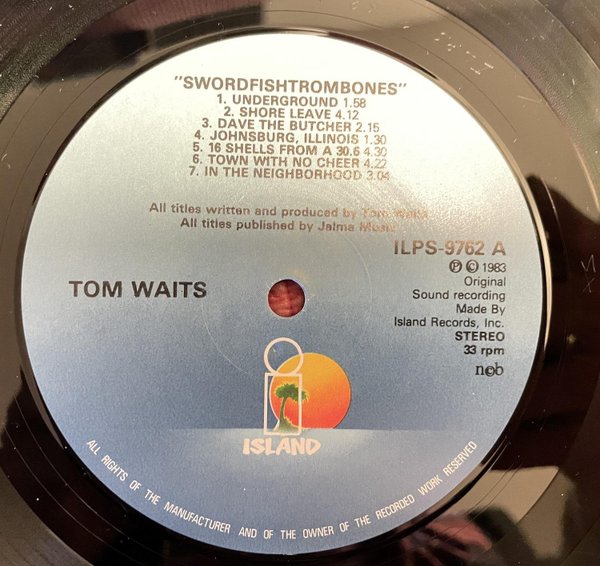 "SWORDFISHTROMBONES"
1. UNDERGROUND 1.58
2. SHORE LEAVE 4.12
3. DAVE THE BUTCHER 2.15
4. JOHNSBURG, ILLINOIS 1.30
5. 16 SHELLS FROM A 30.6 4.30
6. TOWN WITH NO CHEER 4.22
7. IN THE NEIGHBORHOOD 3.04
All titles written and produced by Tom Waits
All titles published by Jalma Music
ILPS-9762 A
℗ © 1983
Original
Sound recording
Made By
Island Records, Inc.
STEREO
33 rpm
n©b
TOM WAITS
ISLAND
ALL RIGHTS OF THE MANUFACTURER AND OF THE OWNER OF THE RECORDED WORK RESERVED